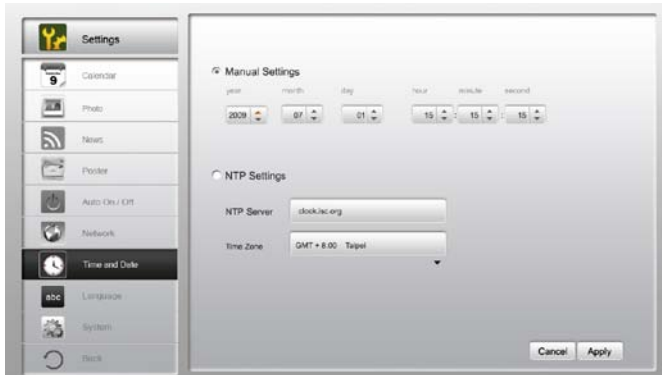 Settings
9
Calendar
Photo
News
Poster
Auto On / Off
Network
Time and Date
abc
Language
System
Back
Manual Settings
year month day hour minute second
2009 07 01 15 : 15 : 15
NTP Settings
NTP Server clock.isc.org
Time Zone GMT + 8.00 Taipei
Cancel Apply